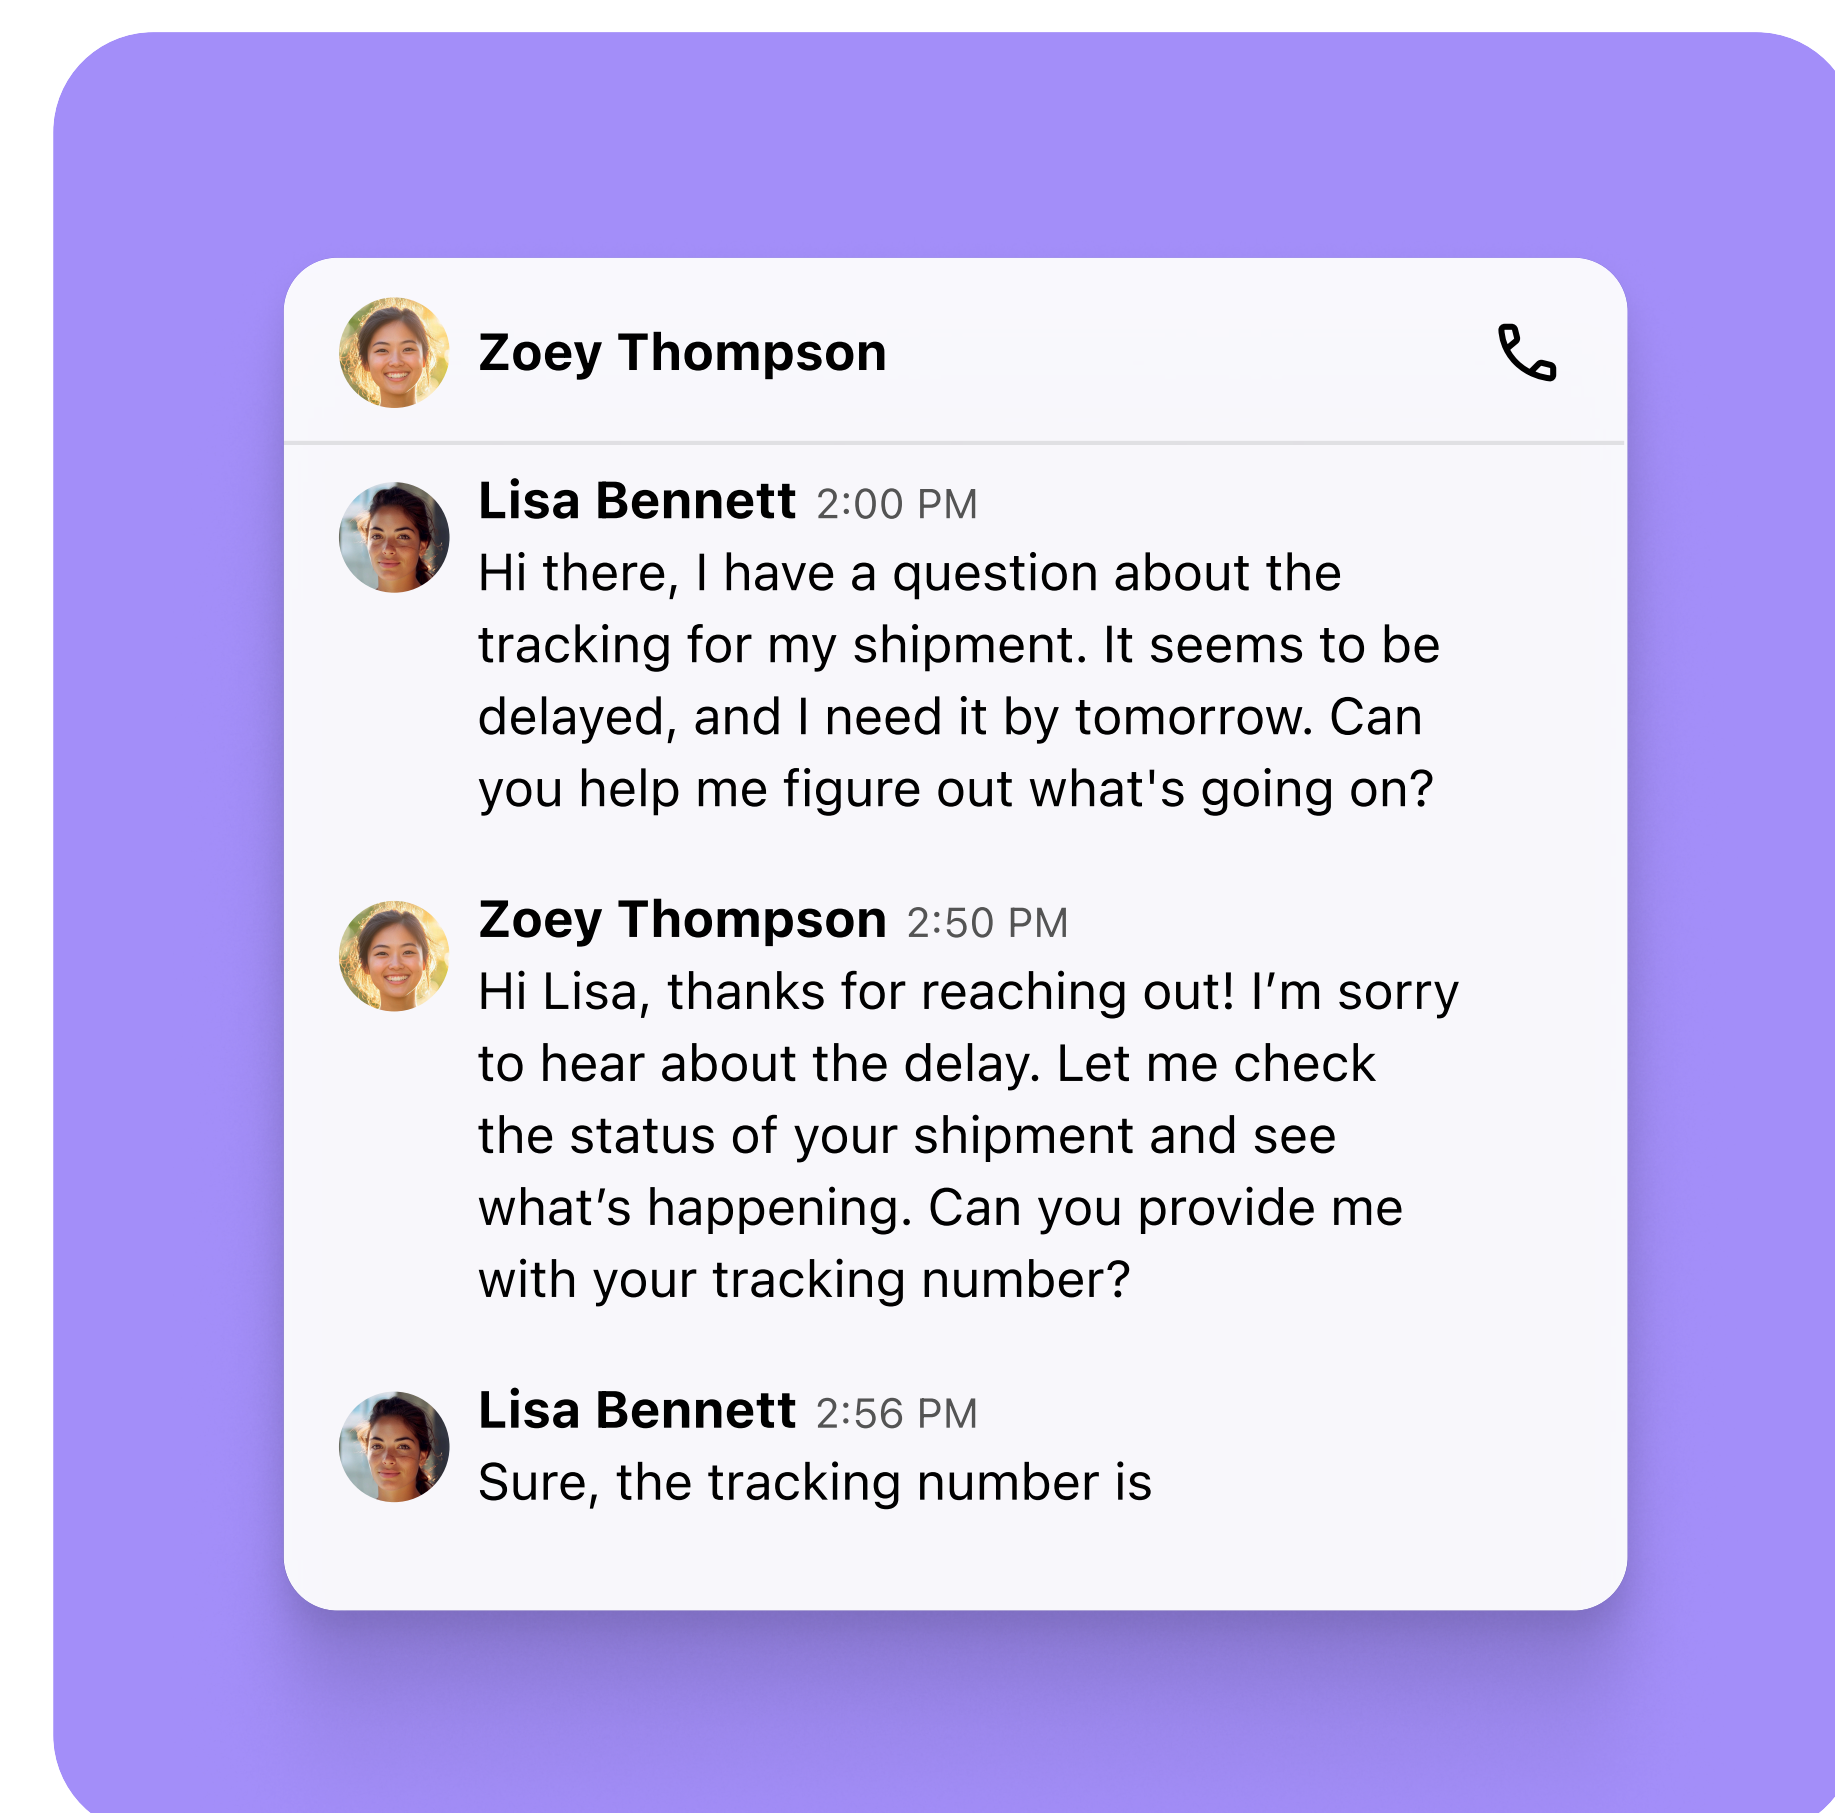 Zoey Thompson
Lisa Bennett 2:00 PM
Hi there, I have a question about the
tracking for my shipment. It seems to be
delayed, and I need it by tomorrow. Can
you help me figure out what's going on?
Zoey Thompson 2:50 PM
Hi Lisa, thanks for reaching out! I’m sorry
to hear about the delay. Let me check
the status of your shipment and see
what’s happening. Can you provide me
with your tracking number?
Lisa Bennett 2:56 PM
Sure, the tracking number is